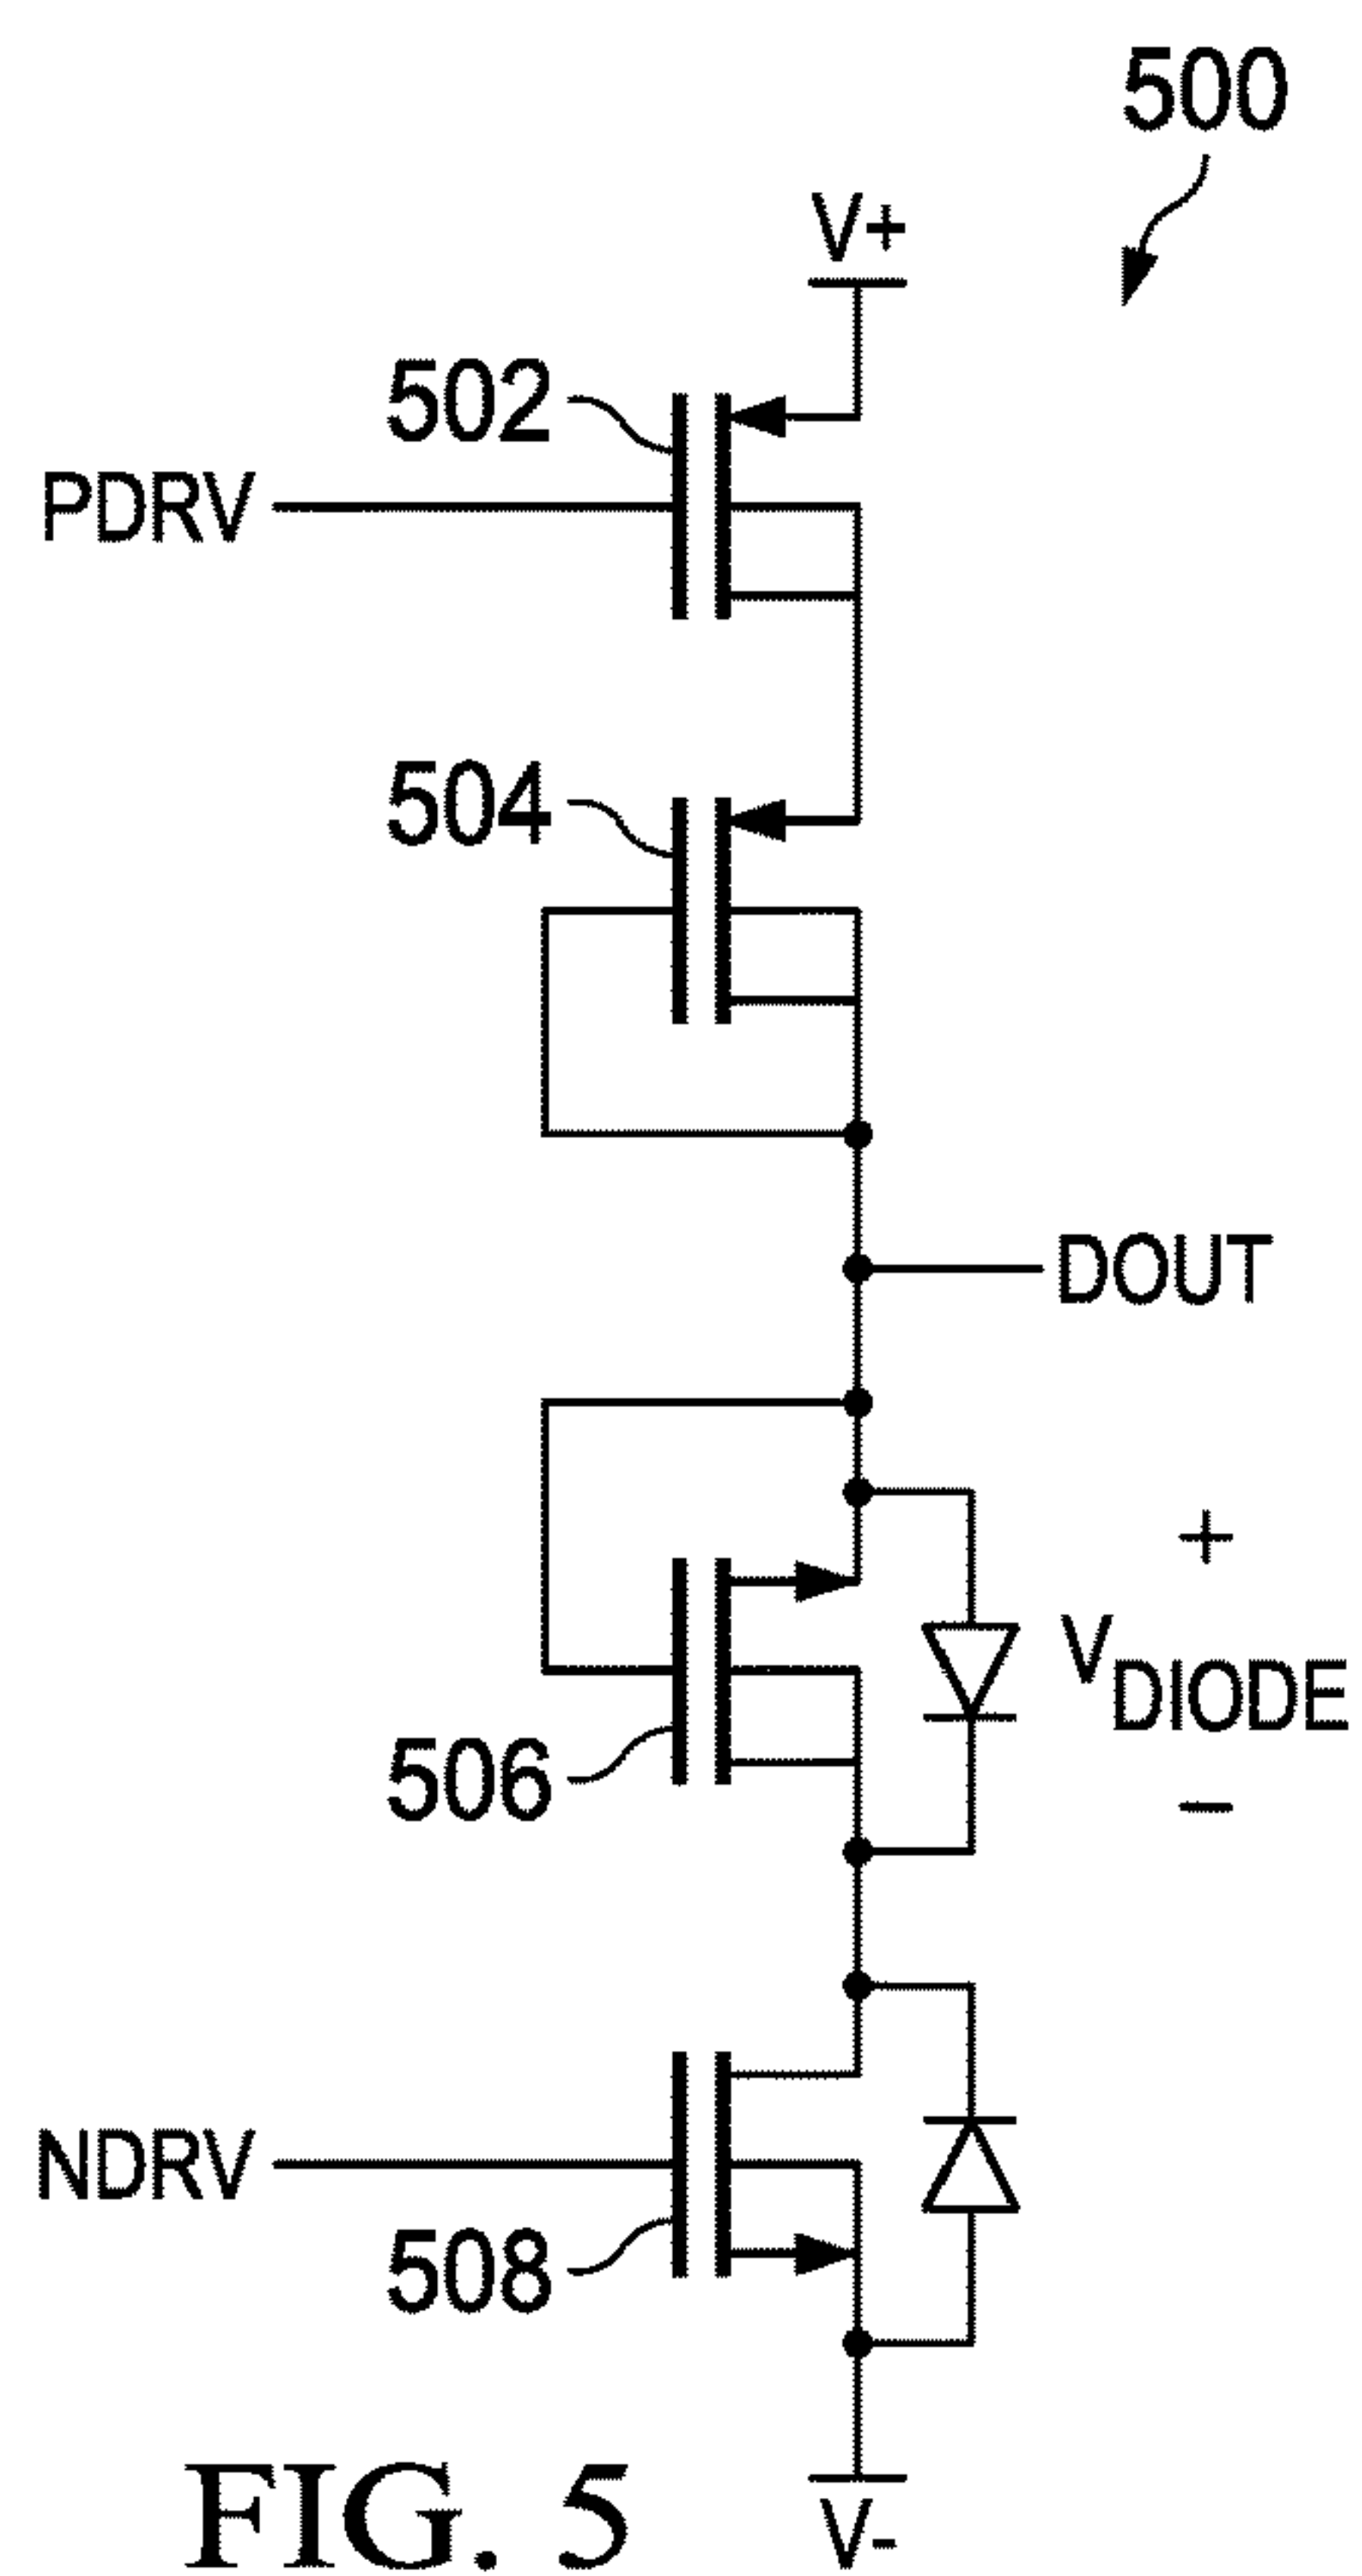 500
V+
502
PDRV
504
DOUT
+
VDIODE
506
−
NDRV
508
V-
FIG. 5